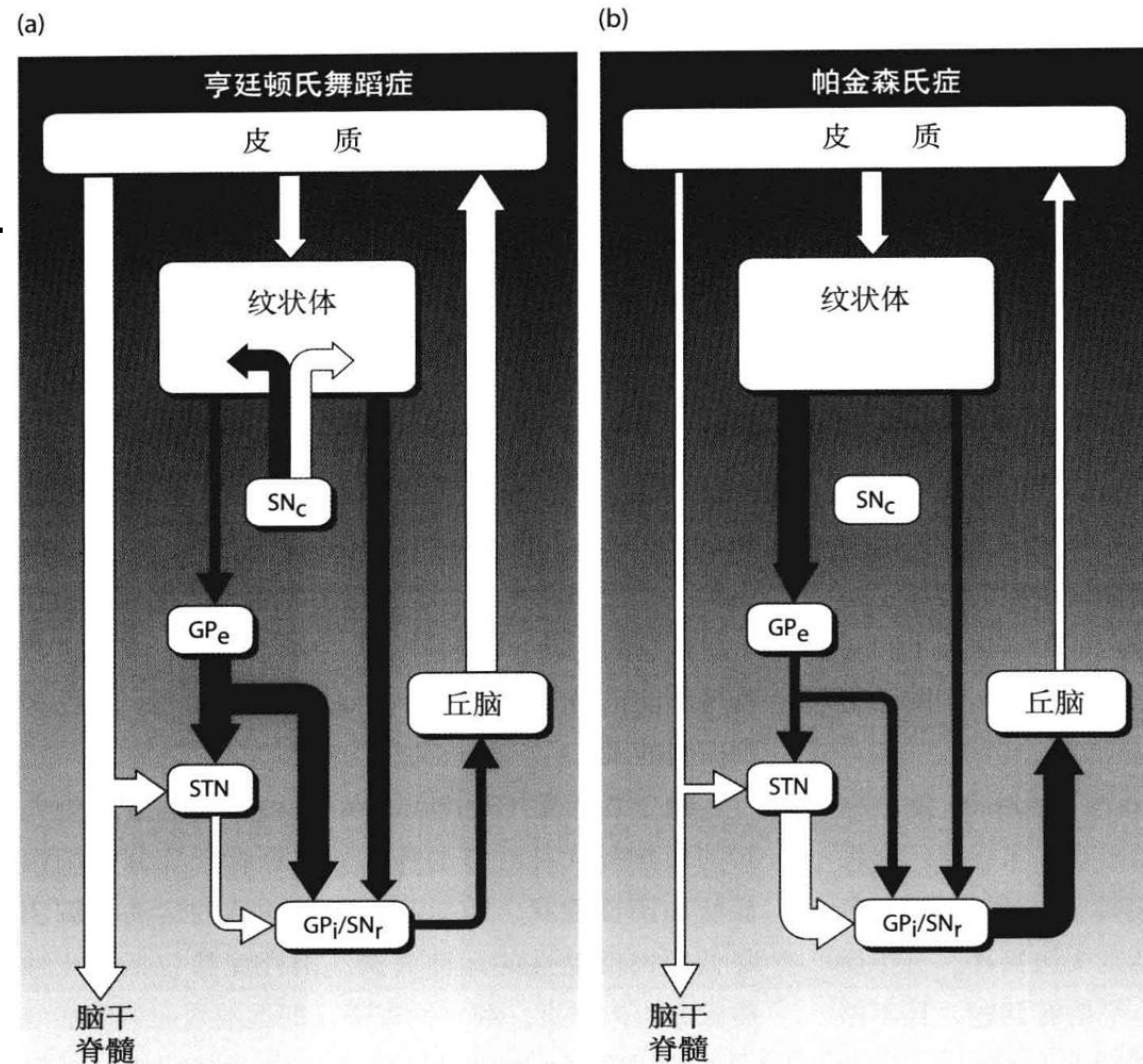 (a)
亨廷顿氏舞蹈症
皮 质
纹状体
SNc
GPe
丘脑
STN
GPi/SNr
脑干
脊髓
(b)
帕金森氏症
皮 质
纹状体
SNc
GPe
丘脑
STN
GPi/SNr
脑干
脊髓